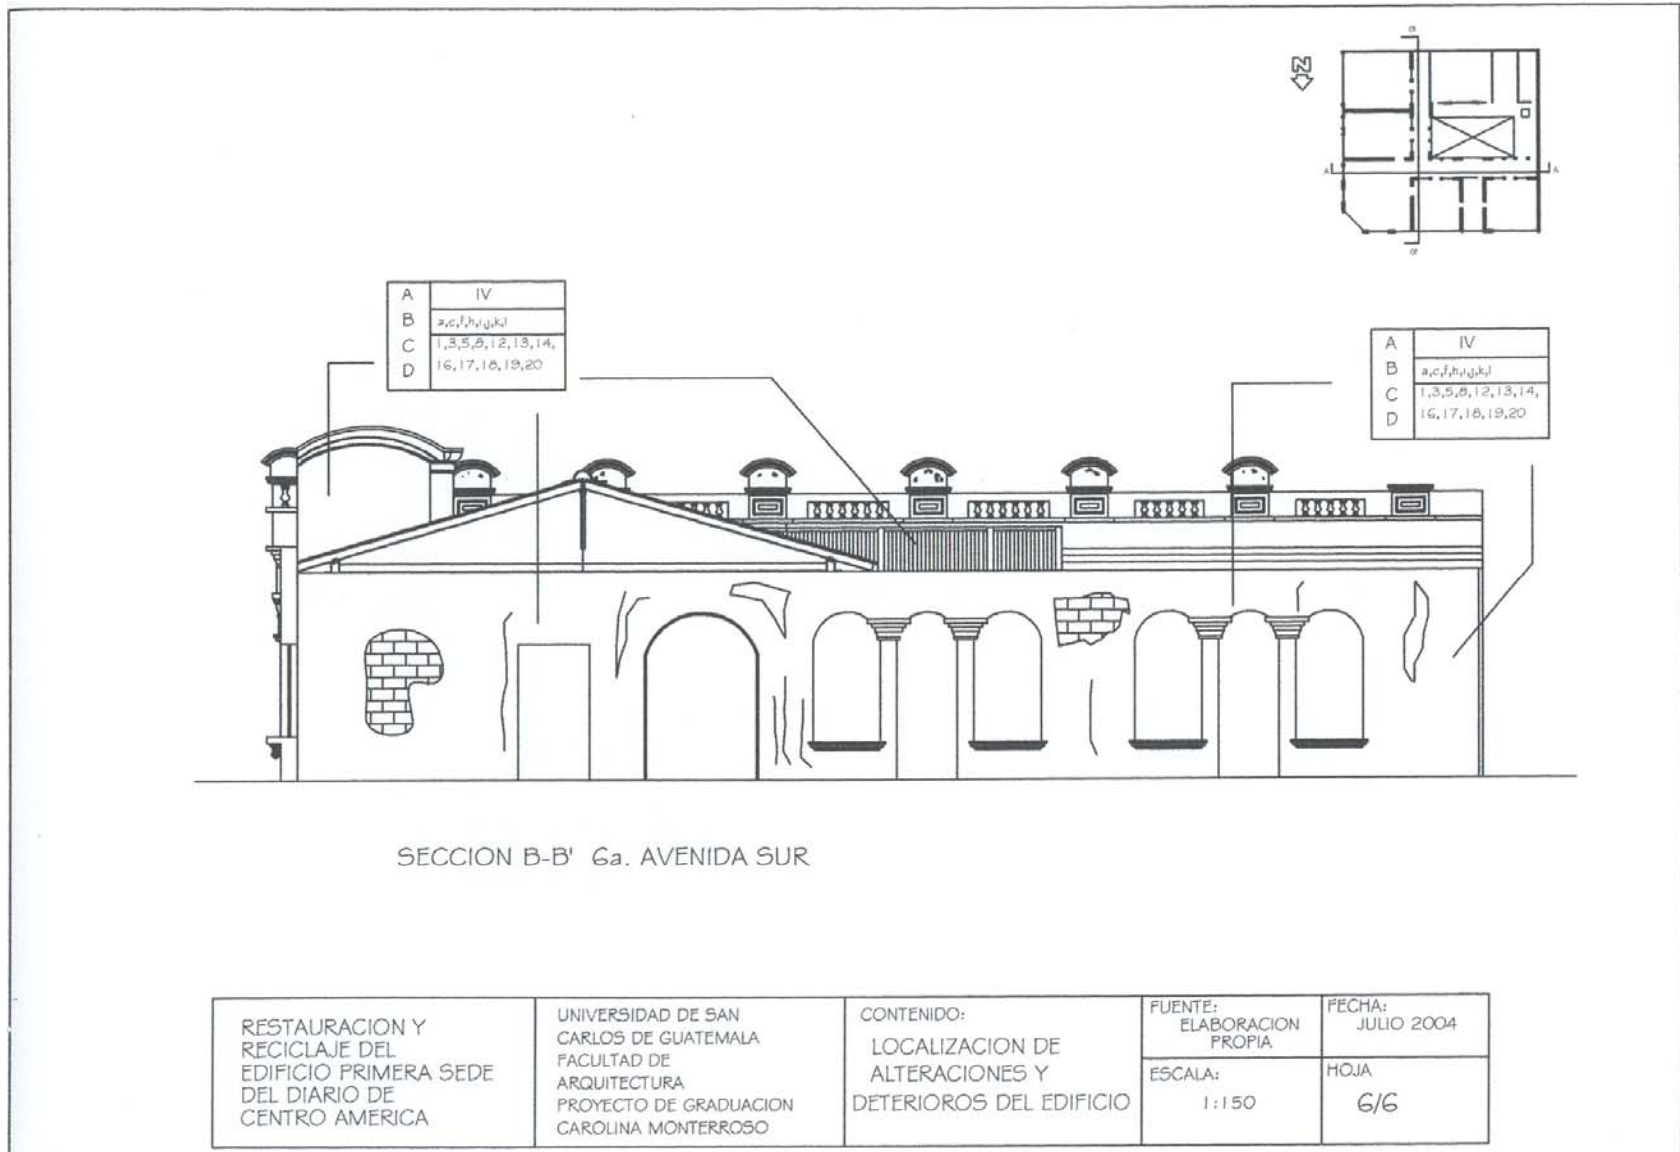 B
N
A
A
B'
A IV
B a,c,f,h,i,j,k,l
C 1,3,5,8,12,13,14,
D 16,17,18,19,20
A IV
B a,c,f,h,i,j,k,l
C 1,3,5,8,12,13,14,
D 16,17,18,19,20
SECCION B-B' 6a. AVENIDA SUR
RESTAURACION Y
RECICLAJE DEL
EDIFICIO PRIMERA SEDE
DEL DIARIO DE
CENTRO AMERICA
UNIVERSIDAD DE SAN
CARLOS DE GUATEMALA
FACULTAD DE
ARQUITECTURA
PROYECTO DE GRADUACION
CAROLINA MONTERROSO
CONTENIDO:
LOCALIZACION DE
ALTERACIONES Y
DETERIOROS DEL EDIFICIO
FUENTE:
ELABORACION
PROPIA
ESCALA:
1:150
FECHA:
JULIO 2004
HOJA
6/6